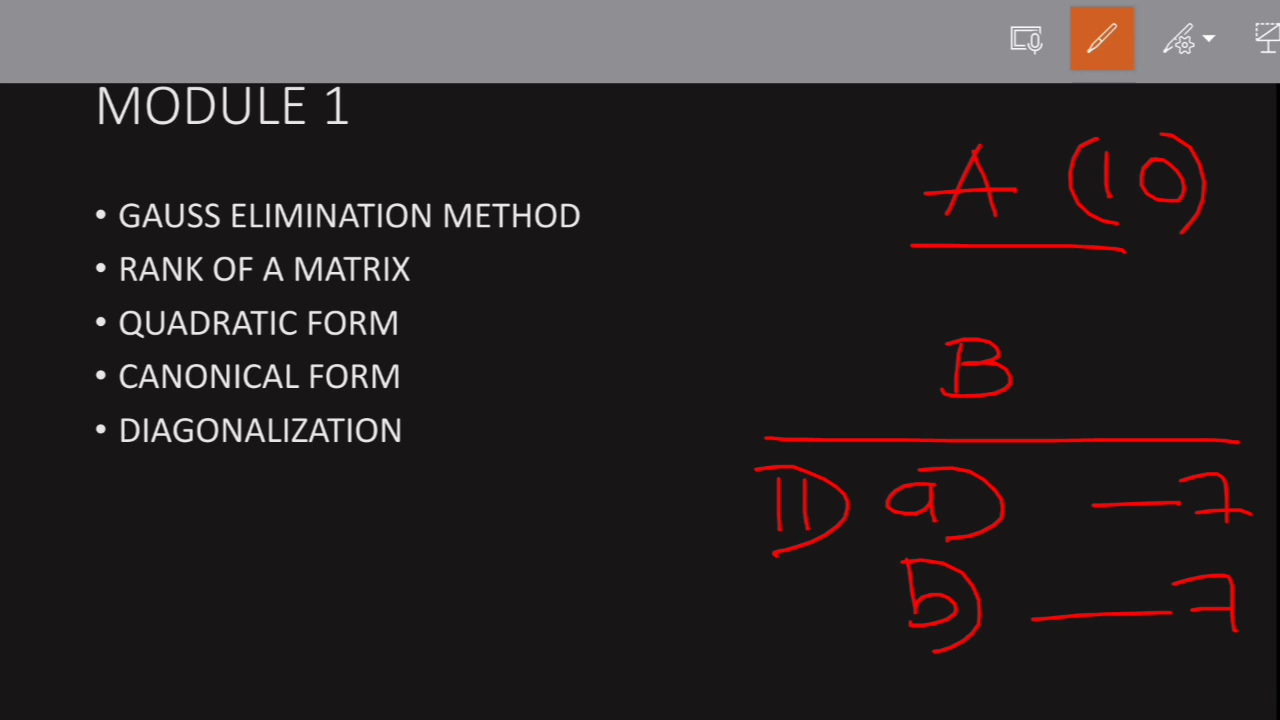 MODULE 1
• GAUSS ELIMINATION METHOD
• RANK OF A MATRIX
• QUADRATIC FORM
• CANONICAL FORM
• DIAGONALIZATION
A (10)
B
11) a) — 7
b) — 7